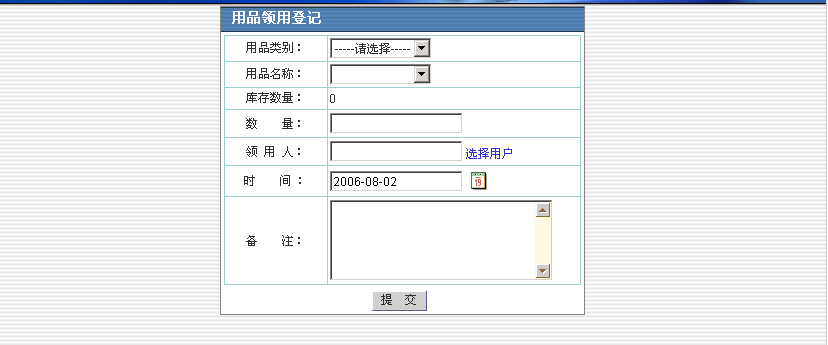 用品领用登记
用品类别： -----请选择-----
用品名称：
库存数量： 0
数 量：
领 用 人： 选择用户
时 间： 2006-08-02 19
备 注：
提 交